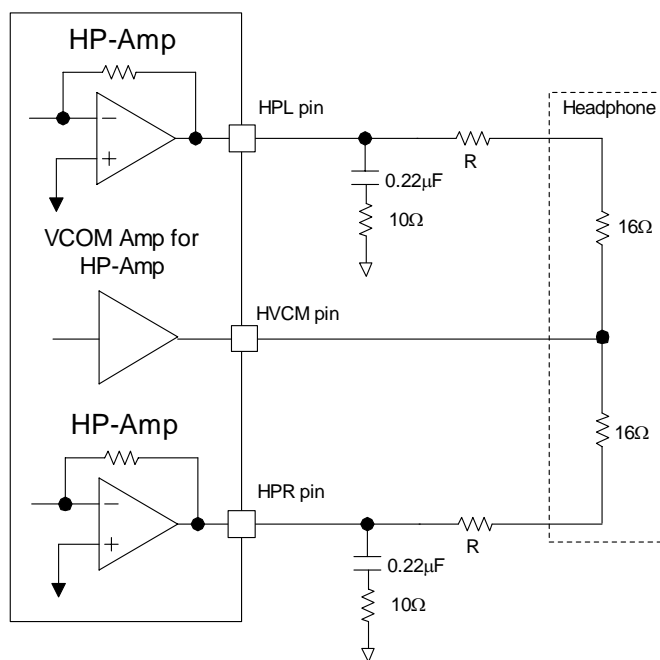 HP-Amp
HPL pin
Headphone
−
+
R
0.22μF
10Ω
16Ω
VCOM Amp for
HP-Amp
HVCM pin
HP-Amp
16Ω
HPR pin
−
+
R
0.22μF
10Ω